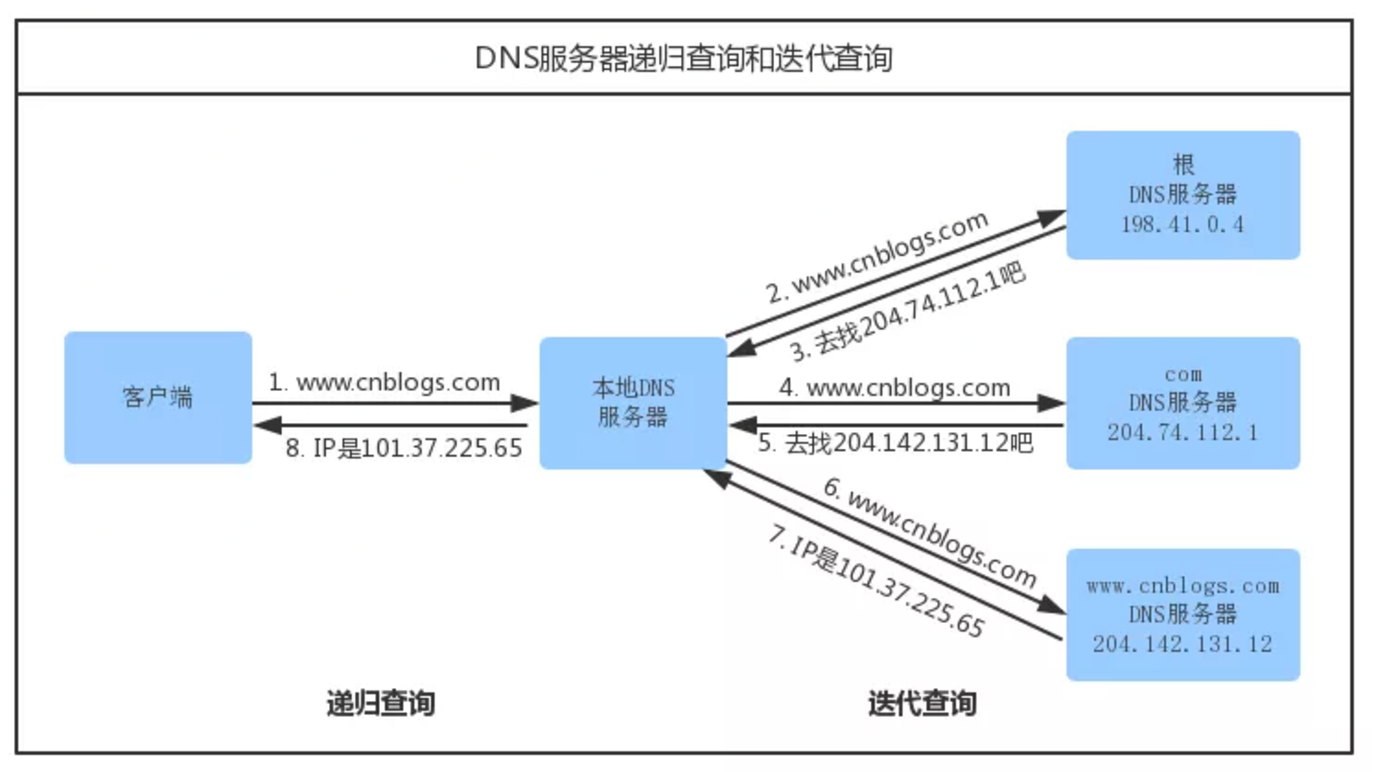 DNS服务器递归查询和迭代查询
根
DNS服务器
198.41.0.4
2. www.cnblogs.com
3. 去找204.74.112.1吧
客户端
1. www.cnblogs.com
8. IP是101.37.225.65
本地DNS
服务器
4. www.cnblogs.com
5. 去找204.142.131.12吧
com
DNS服务器
204.74.112.1
6. www.cnblogs.com
7. IP是101.37.225.65
www.cnblogs.com
DNS服务器
204.142.131.12
递归查询
迭代查询